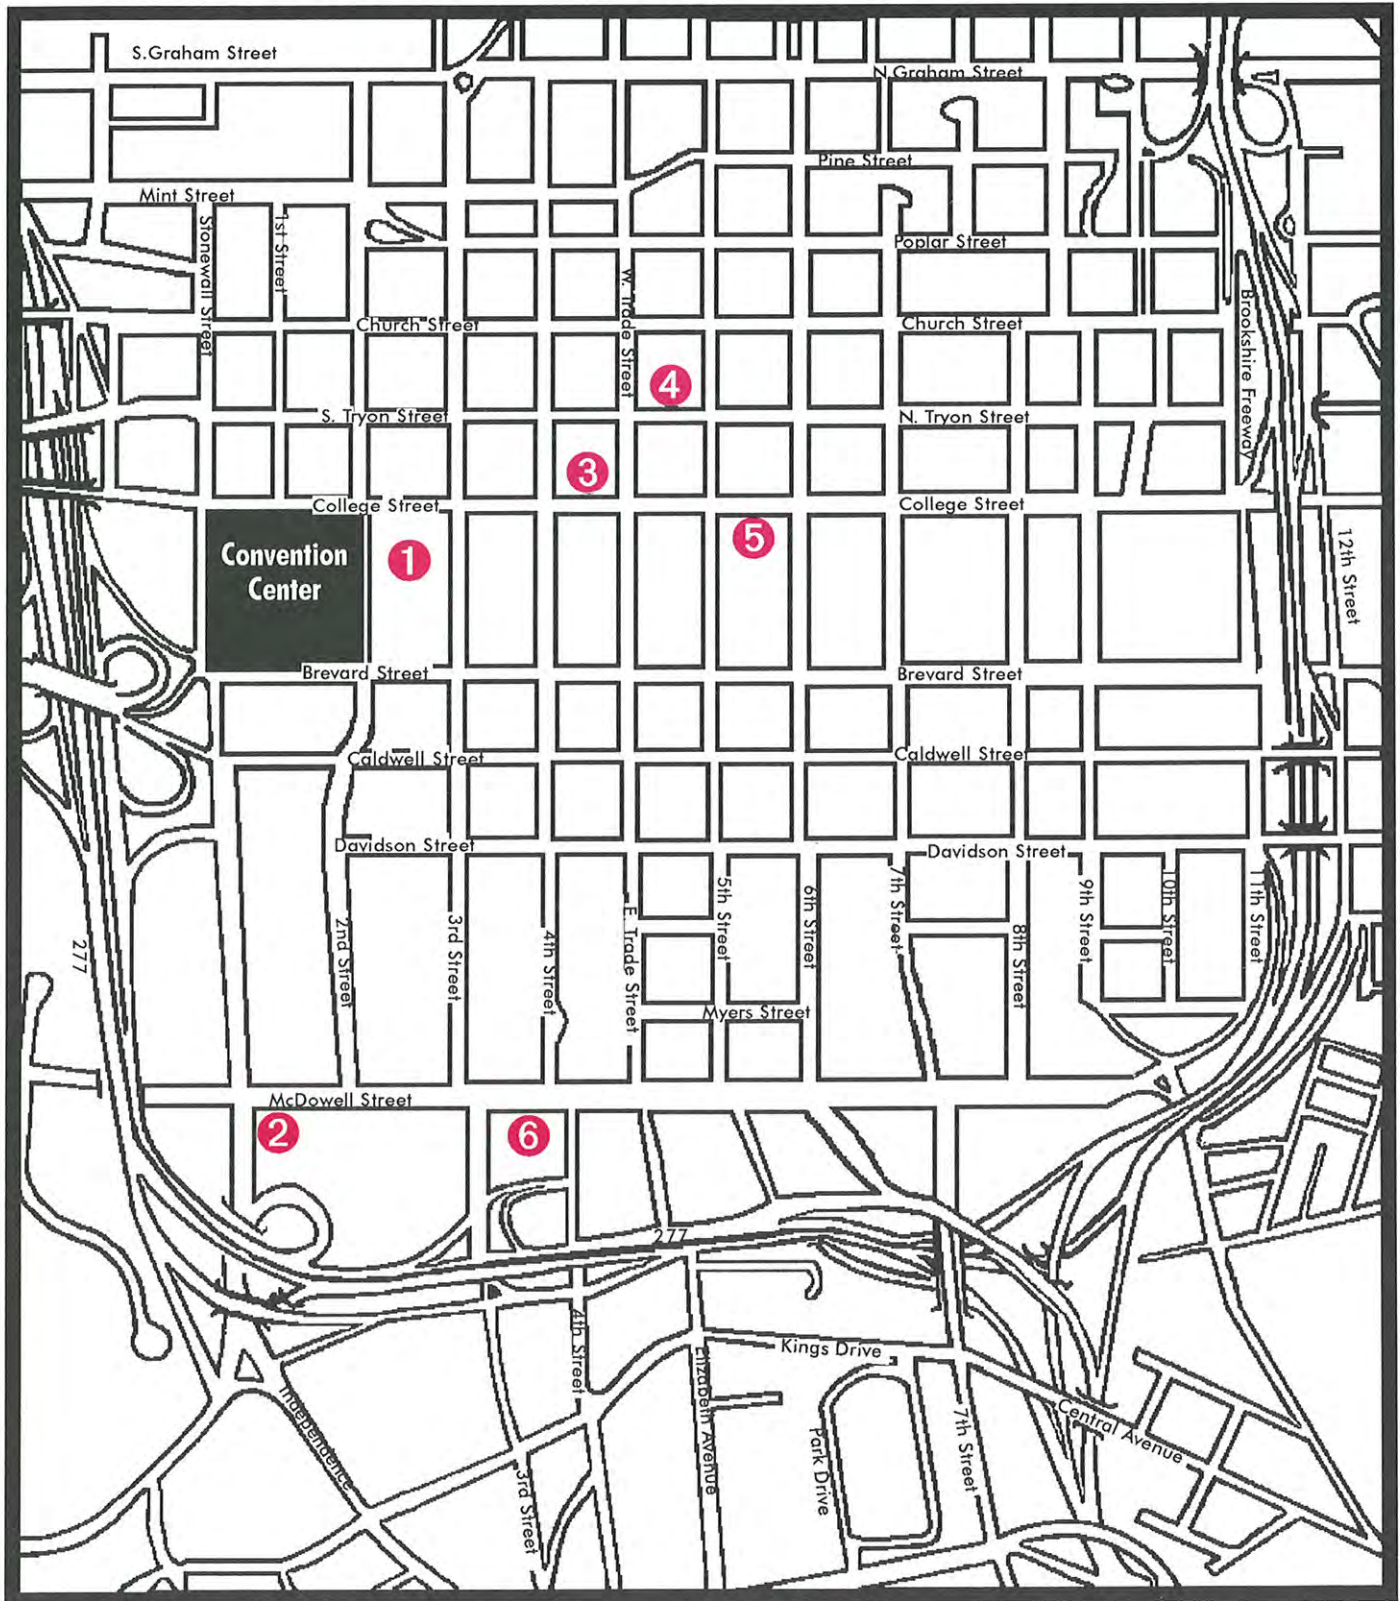 S.Graham Street
N.Graham Street
Pine Street
Mint Street
Stonewall Street
1st Street
Poplar Street
W. Trade Street
Brookshire Freeway
Church Street
Church Street
4
S. Tryon Street
N. Tryon Street
3
College Street
College Street
Convention
Center
1
5
12th Street
Brevard Street
Brevard Street
Caldwell Street
Caldwell Street
Davidson Street
Davidson Street
277
2nd Street
3rd Street
4th Street
E. Trade Street
5th Street
6th Street
7th Street
8th Street
9th Street
10th Street
11th Street
Myers Street
McDowell Street
2
6
277
4th Street
Kings Drive
Elizabeth Avenue
Independence
3rd Street
Park Drive
7th Street
Central Avenue